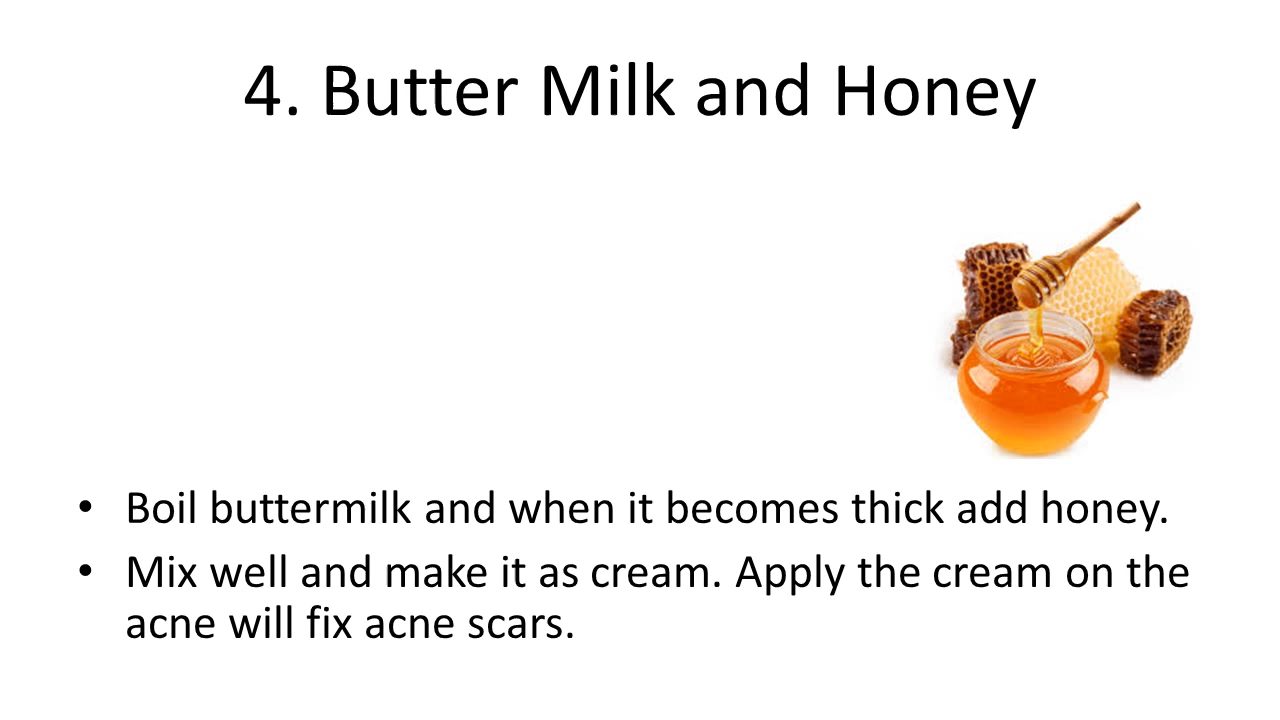 4. Butter Milk and Honey
• Boil buttermilk and when it becomes thick add honey.
• Mix well and make it as cream. Apply the cream on the
acne will fix acne scars.